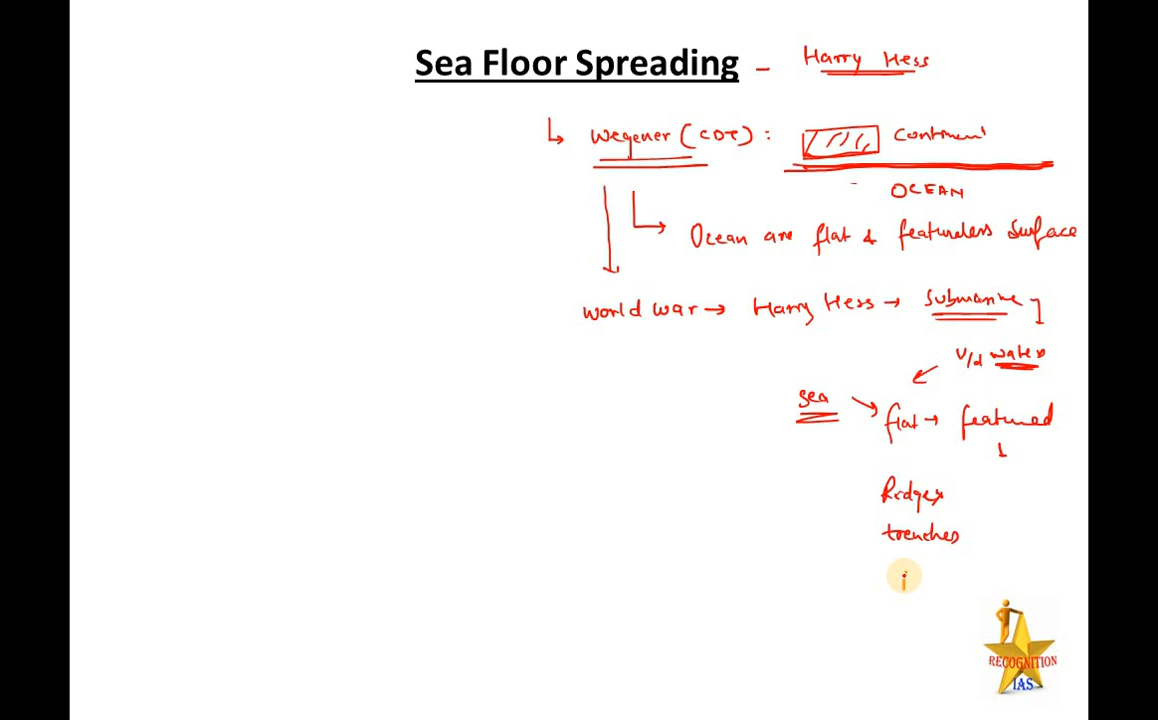 Sea Floor Spreading - Harry Hess
↳ Wegener (CDT) : Continent
OCEAN
Ocean are flat & featureless surface
World war → Harry Hess → Submarine
U/d water
Sea
flat → featured
Ridges
trenches
RECOGNITION
IAS